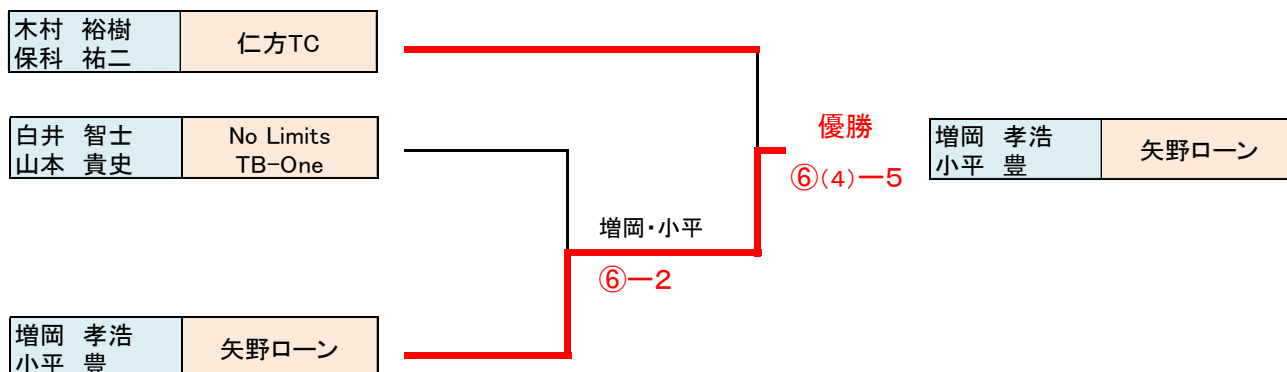 木村　裕樹
保科　祐二
仁方TC
白井　智士
山本　貴史
No Limits
TB-One
優勝
⑥(4)ー5
増岡　孝浩
小平　豊
矢野ローン
増岡・小平
⑥ー2
増岡　孝浩
小平　豊
矢野ローン